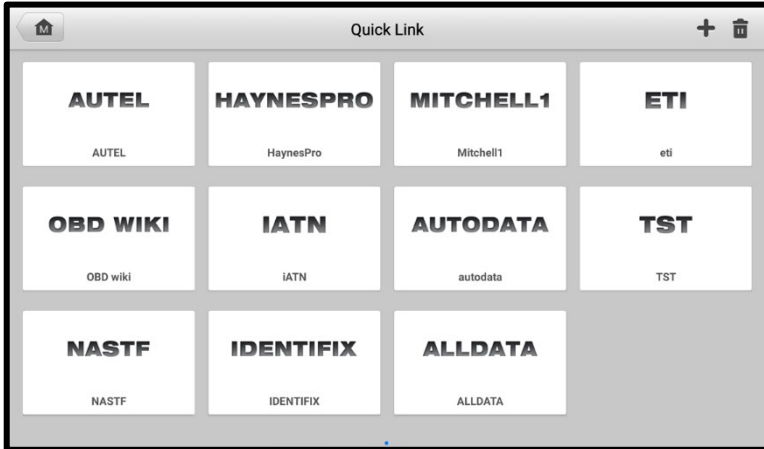 M
Quick Link
AUTEL
AUTEL
HAYNESPRO
HaynesPro
MITCHELL1
Mitchell1
ETI
eti
OBD WIKI
OBD wiki
IATN
iATN
AUTODATA
autodata
TST
TST
NASTF
NASTF
IDENTIFIX
IDENTIFIX
ALLDATA
ALLDATA